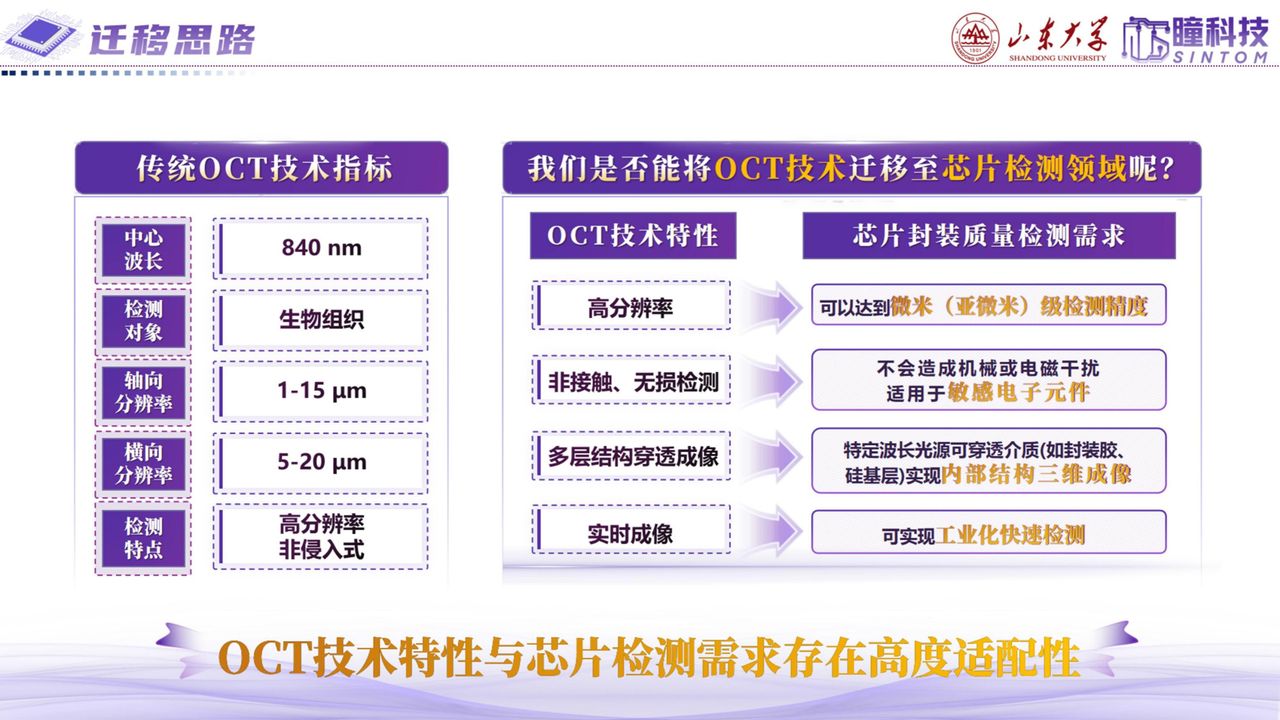 迁移思路
山东大学
SHANDONG UNIVERSITY
1901
瞳科技
SINTOM
传统OCT技术指标
中心
波长
840 nm
检测
对象
生物组织
轴向
分辨率
1-15 μm
横向
分辨率
5-20 μm
检测
特点
高分辨率
非侵入式
我们是否能将OCT技术迁移至芯片检测领域呢?
OCT技术特性
芯片封装质量检测需求
高分辨率
可以达到微米（亚微米）级检测精度
非接触、无损检测
不会造成机械或电磁干扰
适用于敏感电子元件
多层结构穿透成像
特定波长光源可穿透介质(如封装胶、
硅基层)实现内部结构三维成像
实时成像
可实现工业化快速检测
OCT技术特性与芯片检测需求存在高度适配性